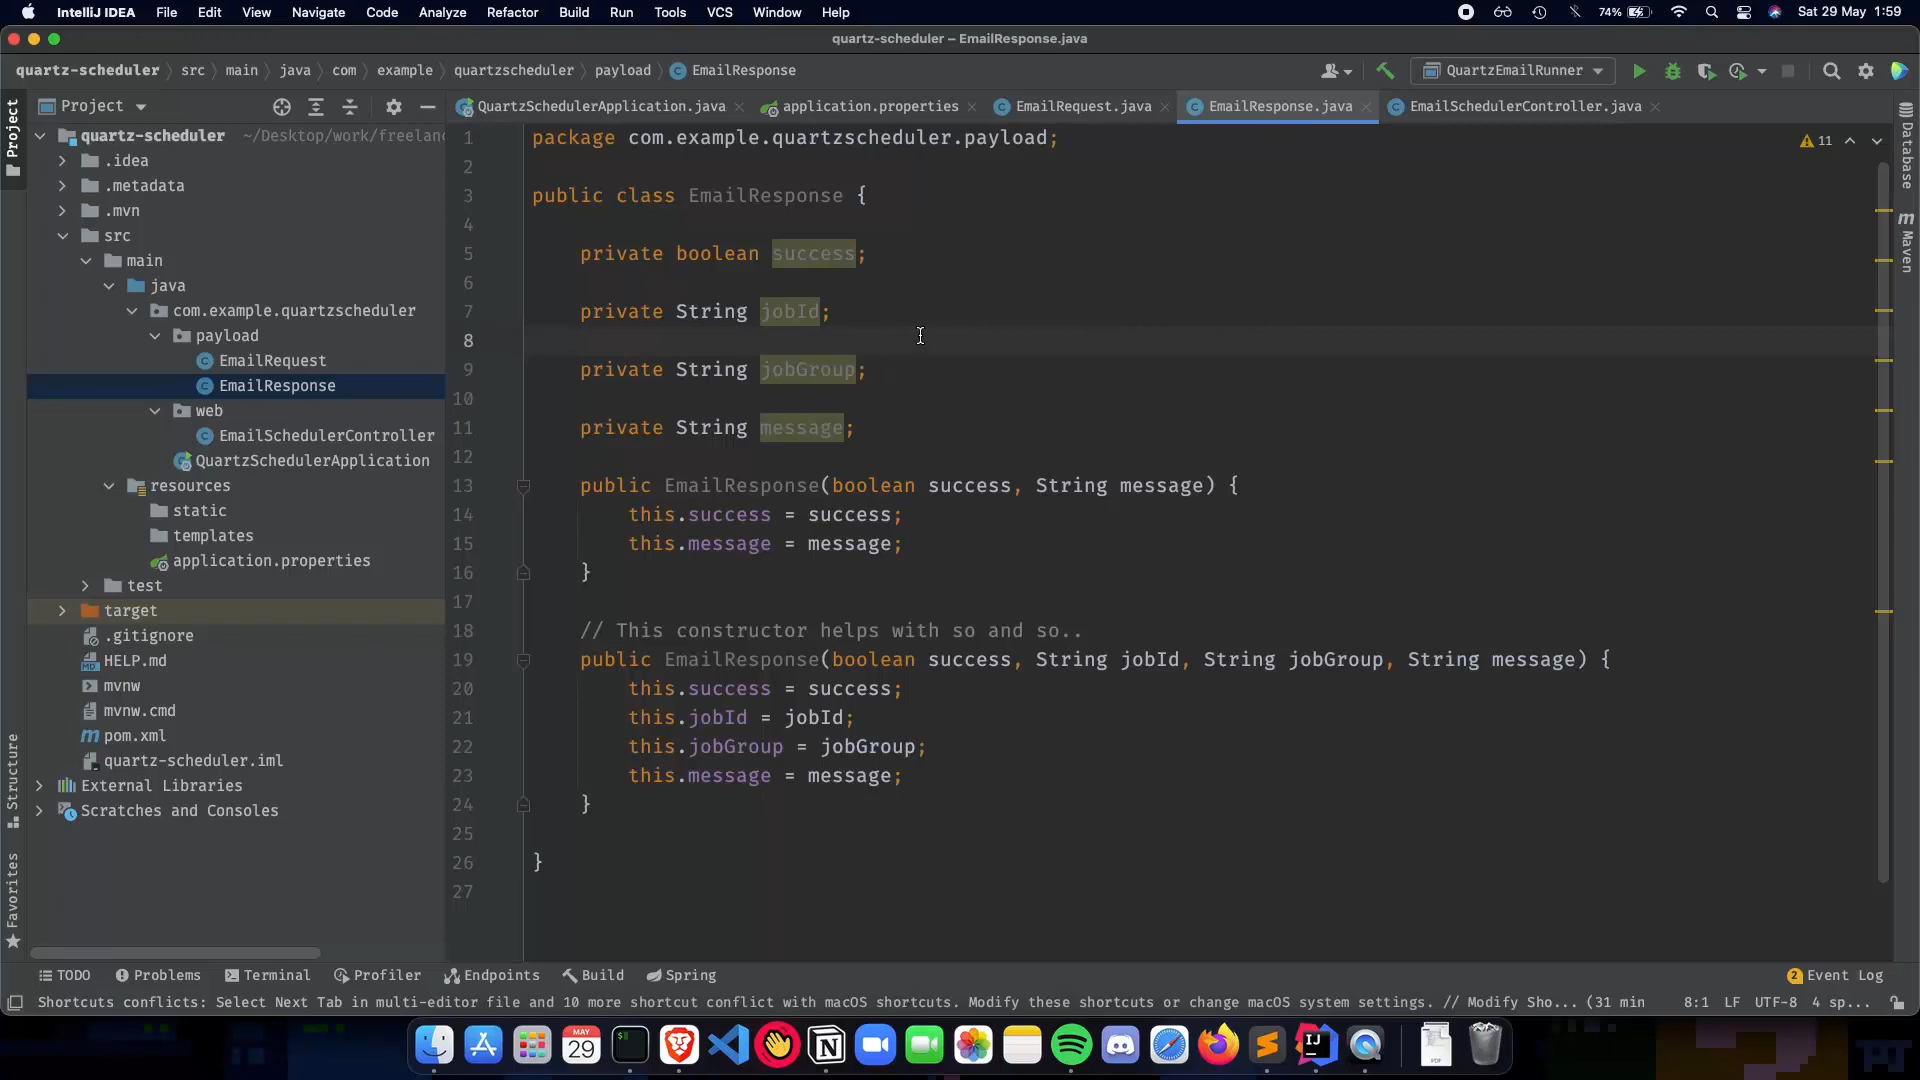 IntelliJ IDEA File Edit View Navigate Code Analyze Refactor Build Run Tools VCS Window Help 74% Sat 29 May 1:59
quartz-scheduler – EmailResponse.java
quartz-scheduler src main java com example quartzscheduler payload EmailResponse QuartzEmailRunner
Project
QuartzSchedulerApplication.java application.properties EmailRequest.java EmailResponse.java EmailSchedulerController.java
quartz-scheduler ~/Desktop/work/freelanc
.idea
.metadata
.mvn
src
main
java
com.example.quartzscheduler
payload
EmailRequest
EmailResponse
web
EmailSchedulerController
QuartzSchedulerApplication
resources
static
templates
application.properties
test
target
.gitignore
HELP.md
mvnw
mvnw.cmd
pom.xml
quartz-scheduler.iml
External Libraries
Scratches and Consoles
Project
Structure
Favorites
1 package com.example.quartzscheduler.payload;
2
3 public class EmailResponse {
4
5 private boolean success;
6
7 private String jobId;
8
9 private String jobGroup;
10
11 private String message;
12
13 public EmailResponse(boolean success, String message) {
14 this.success = success;
15 this.message = message;
16 }
17
18 // This constructor helps with so and so..
19 public EmailResponse(boolean success, String jobId, String jobGroup, String message) {
20 this.success = success;
21 this.jobId = jobId;
22 this.jobGroup = jobGroup;
23 this.message = message;
24 }
25
26 }
27
11
Database
Maven
TODO Problems Terminal Profiler Endpoints Build Spring 2 Event Log
Shortcuts conflicts: Select Next Tab in multi-editor file and 10 more shortcut conflict with macOS shortcuts. Modify these shortcuts or change macOS system settings. // Modify Sho... (31 min 8:1 LF UTF-8 4 sp...
MAY
29
PDF